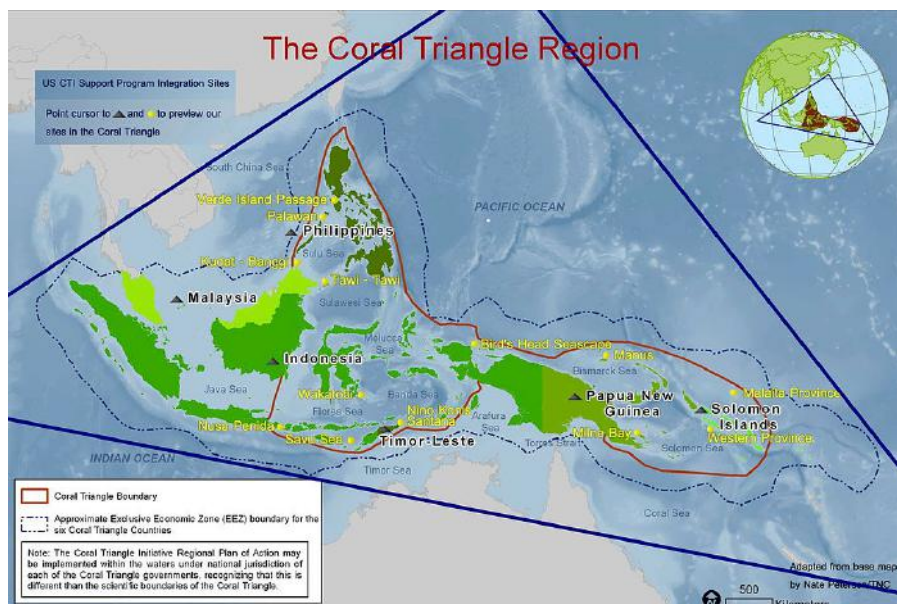 The Coral Triangle Region
US CTI Support Program Integration Sites
Point cursor to and to preview our
sites in the Coral Triangle
South China Sea
Verde Island Passage
Palawan
Philippines
Sulu Sea
PACIFIC OCEAN
Tawi - Tawi
Malaysia
Sulawesi Sea
Indonesia
Molucca
Sea
Bird's Head Seascape
Manus
Bismarck Sea
Java Sea
Wakatobi
Banda Sea
Papua New
Guinea
Malaita Province
Solomon
Islands
Flores Sea
Nino Konis
Santana
Arafura
Sea
Nusa Penida
Savu Sea
Timor-Leste
Torres Strait
Milne Bay
Western Province
Solomon Sea
INDIAN OCEAN
Timor Sea
Coral Sea
Coral Triangle Boundary
Approximate Exclusive Economic Zone (EEZ) boundary for the
six Coral Triangle Countries
Note: The Coral Triangle Initiative Regional Plan of Action may
be implemented within the waters under national jurisdiction of
each of the Coral Triangle governments, recognizing that this is
different than the scientific boundaries of the Coral Triangle.
Adapted from base map
by Nate Peterson/TNC
500
Kilometers